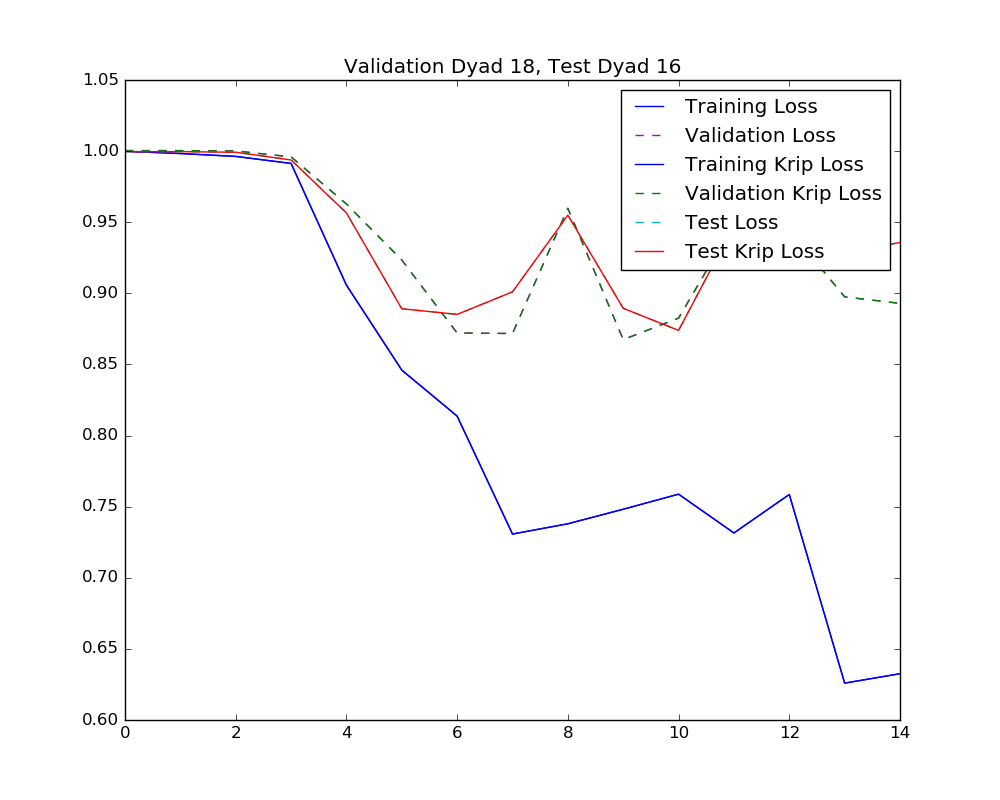 Validation Dyad 18, Test Dyad 16
1.05
1.00
0.95
0.90
0.85
0.80
0.75
0.70
0.65
0.60
0 2 4 6 8 10 12 14
Training Loss
Validation Loss
Training Krip Loss
Validation Krip Loss
Test Loss
Test Krip Loss